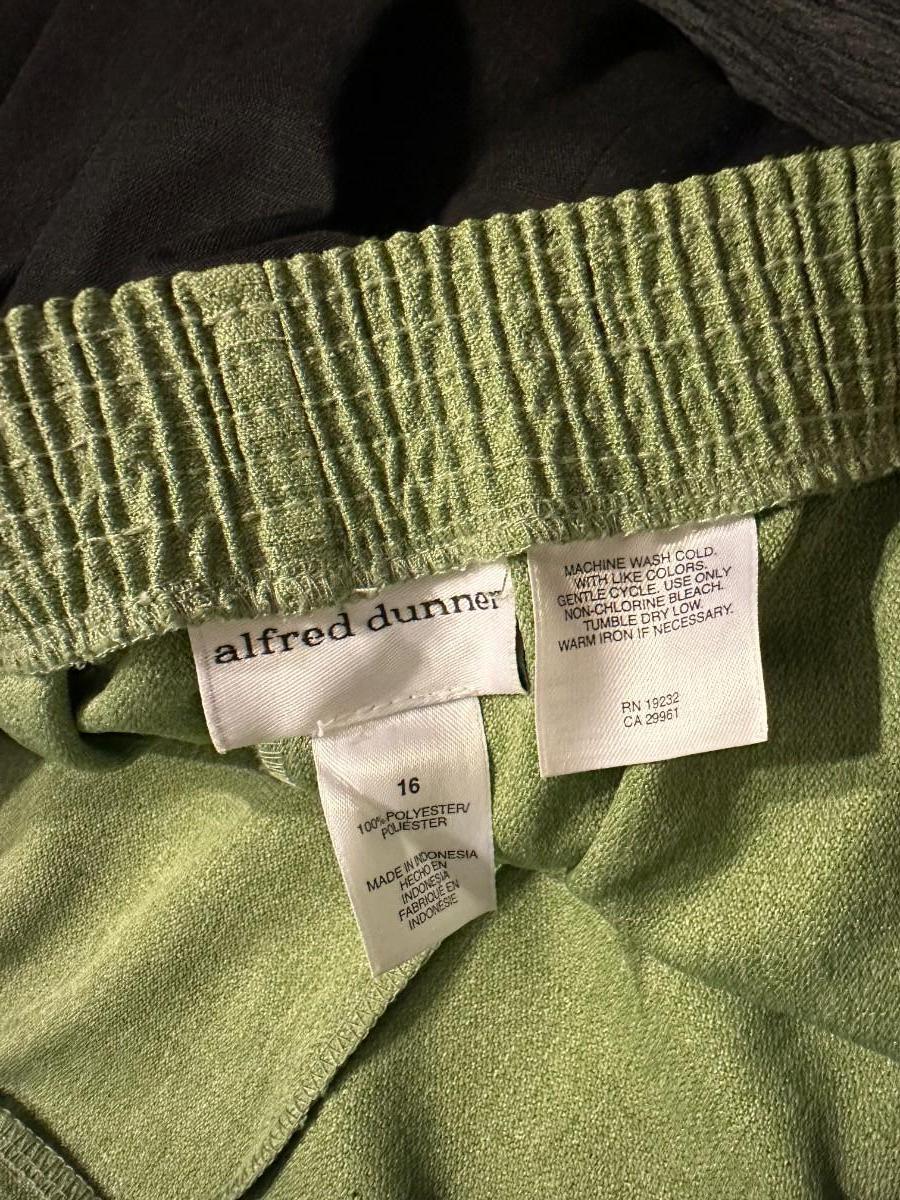 alfred dunner
16
100% POLYESTER/
POLIÉSTER
MADE IN INDONESIA
HECHO EN
INDONESIA
FABRIQUÉ EN
INDONÉSIE
MACHINE WASH COLD.
WITH LIKE COLORS.
GENTLE CYCLE. USE ONLY
NON-CHLORINE BLEACH.
TUMBLE DRY LOW.
WARM IRON IF NECESSARY.
RN 19232
CA 29961